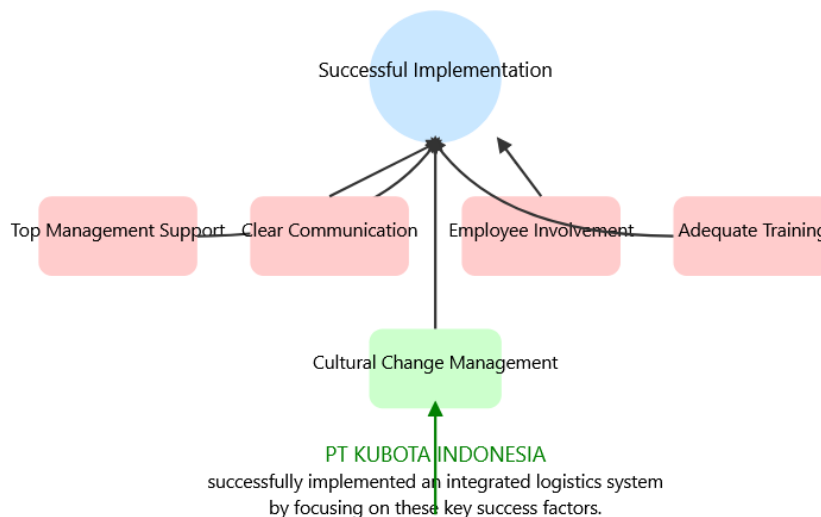 Successful Implementation
Top Management Support
Clear Communication
Employee Involvement
Adequate Training
Cultural Change Management
PT KUBOTA INDONESIA
successfully implemented an integrated logistics system
by focusing on these key success factors.